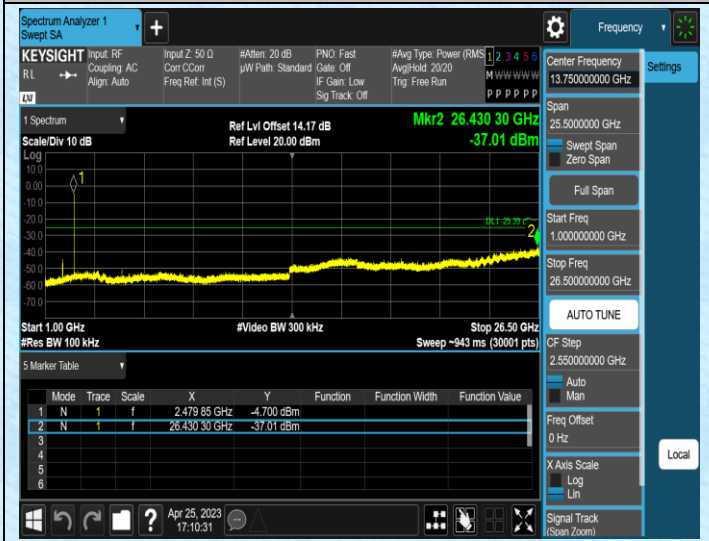 Spectrum Analyzer 1
Swept SA
Frequency
KEYSIGHT
RL
LXI
Input: RF
Coupling: AC
Align: Auto
Input Z: 50 Ω
Corr CCorr
Freq Ref: Int (S)
#Atten: 20 dB
µW Path: Standard
PNO: Fast
Gate: Off
IF Gain: Low
Sig Track: Off
#Avg Type: Power (RMS
Avg|Hold: 20/20
Trig: Free Run
1 2 3 4 5 6
M W W W W W
P P P P P P
Center Frequency
13.750000000 GHz
Settings
1 Spectrum
Scale/Div 10 dB
Ref Lvl Offset 14.17 dB
Ref Level 20.00 dBm
Mkr2 26.430 30 GHz
-37.01 dBm
Log
10.0
0.00
-10.0
-20.0
-30.0
-40.0
-50.0
-60.0
-70.0
1
DL1 -25.39 d
2
Start 1.00 GHz
#Res BW 100 kHz
#Video BW 300 kHz
Stop 26.50 GHz
Sweep ~943 ms (30001 pts)
Span
25.5000000 GHz
Swept Span
Zero Span
Full Span
Start Freq
1.000000000 GHz
Stop Freq
26.500000000 GHz
AUTO TUNE
CF Step
2.550000000 GHz
Auto
Man
Freq Offset
0 Hz
X Axis Scale
Log
Lin
Signal Track
(Span Zoom)
Local
5 Marker Table
Mode Trace Scale X Y Function Function Width Function Value
1 N 1 f 2.479 85 GHz -4.700 dBm
2 N 1 f 26.430 30 GHz -37.01 dBm
3
4
5
6
?
Apr 25, 2023
17:10:31